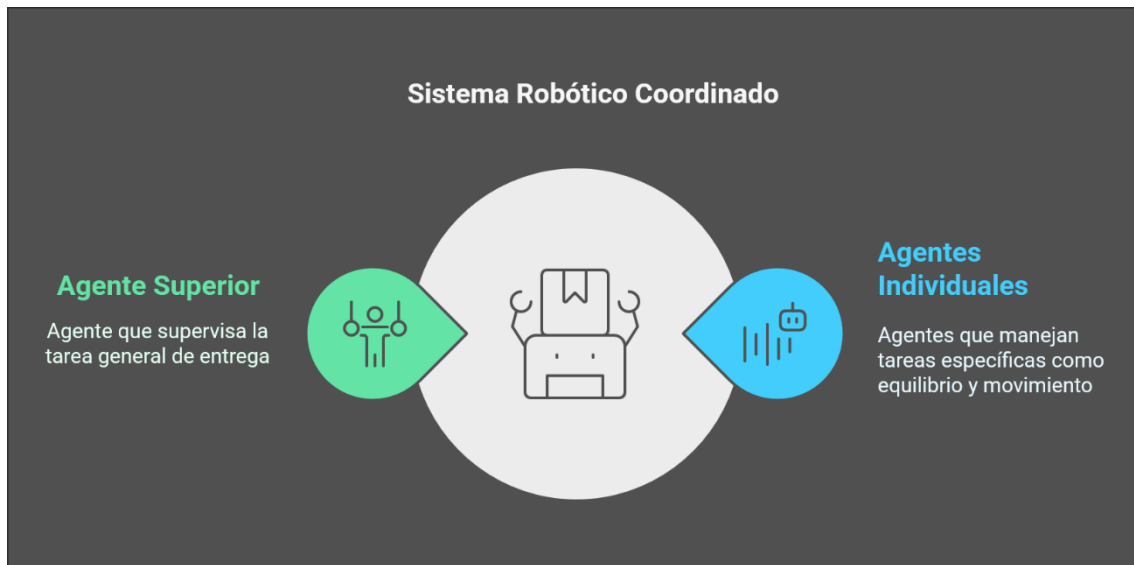 Sistema Robótico Coordinado
Agente Superior
Agente que supervisa la
tarea general de entrega
Agentes
Individuales
Agentes que manejan
tareas específicas como
equilibrio y movimiento